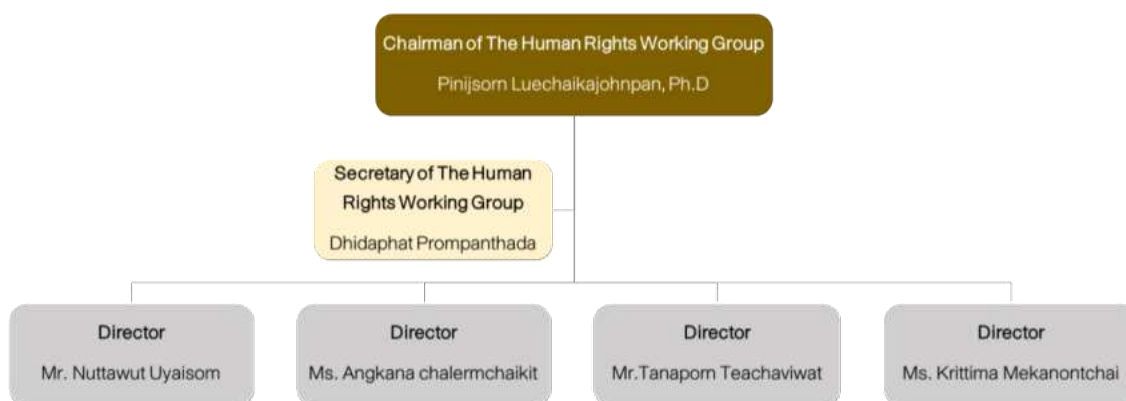 Chairman of The Human Rights Working Group
Pinijsorn Luechaikajohnpan, Ph.D
Secretary of The Human
Rights Working Group
Dhidaphat Prompanthada
Director
Mr. Nuttawut Uyaisom
Director
Ms. Angkana chalermchaikit
Director
Mr.Tanaporn Teachaviwat
Director
Ms. Krittima Mekanontchai